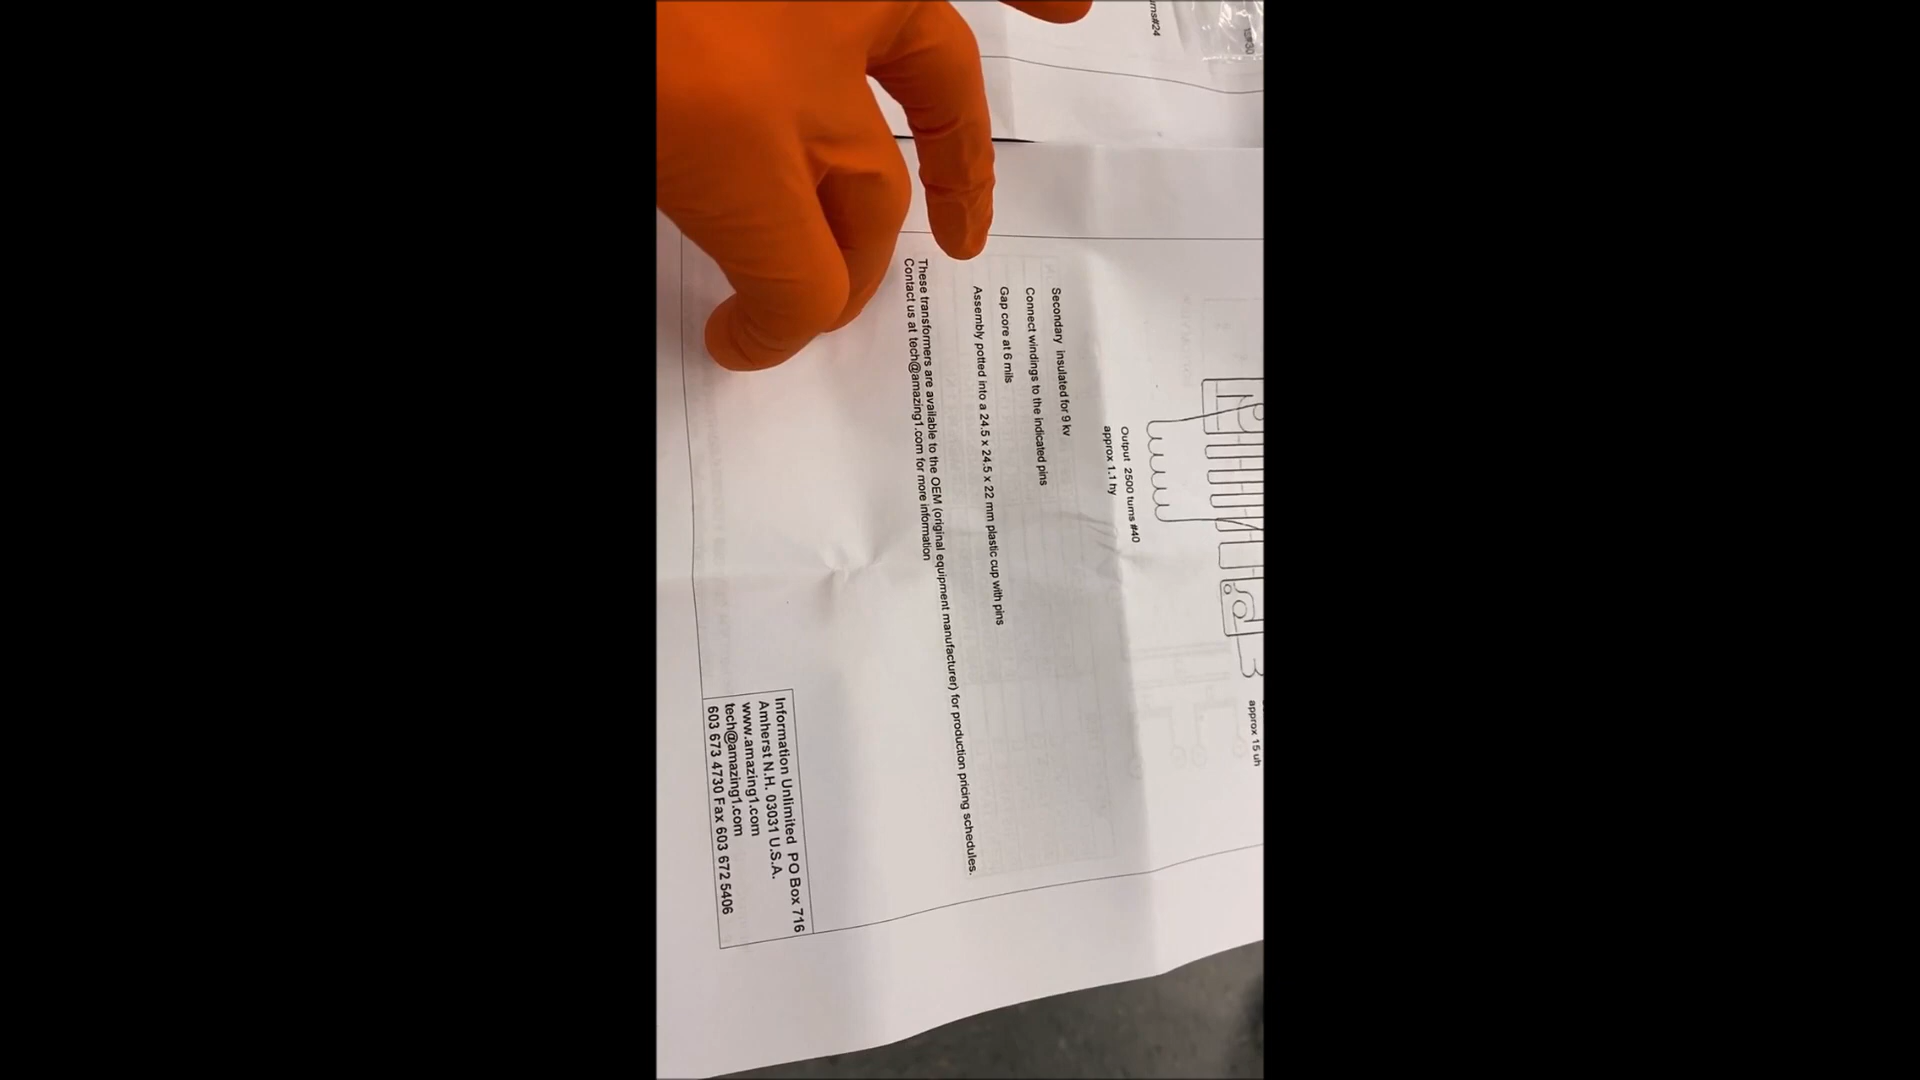 turns#24
approx 15 uh
Output 2500 turns #40
approx 1.1 hy
Secondary insulated for 9 kv
Connect windings to the indicated pins
Gap core at 6 mils
Assembly potted into a 24.5 x 24.5 x 22 mm plastic cup with pins
These transformers are available to the OEM (original equipment manufacturer) for production pricing schedules.
Contact us at tech@amazing1.com for more information
Information Unlimited PO Box 716
Amherst N.H. 03031 U.S.A.
www.amazing1.com
tech@amazing1.com
603 673 4730 Fax 603 672 5406